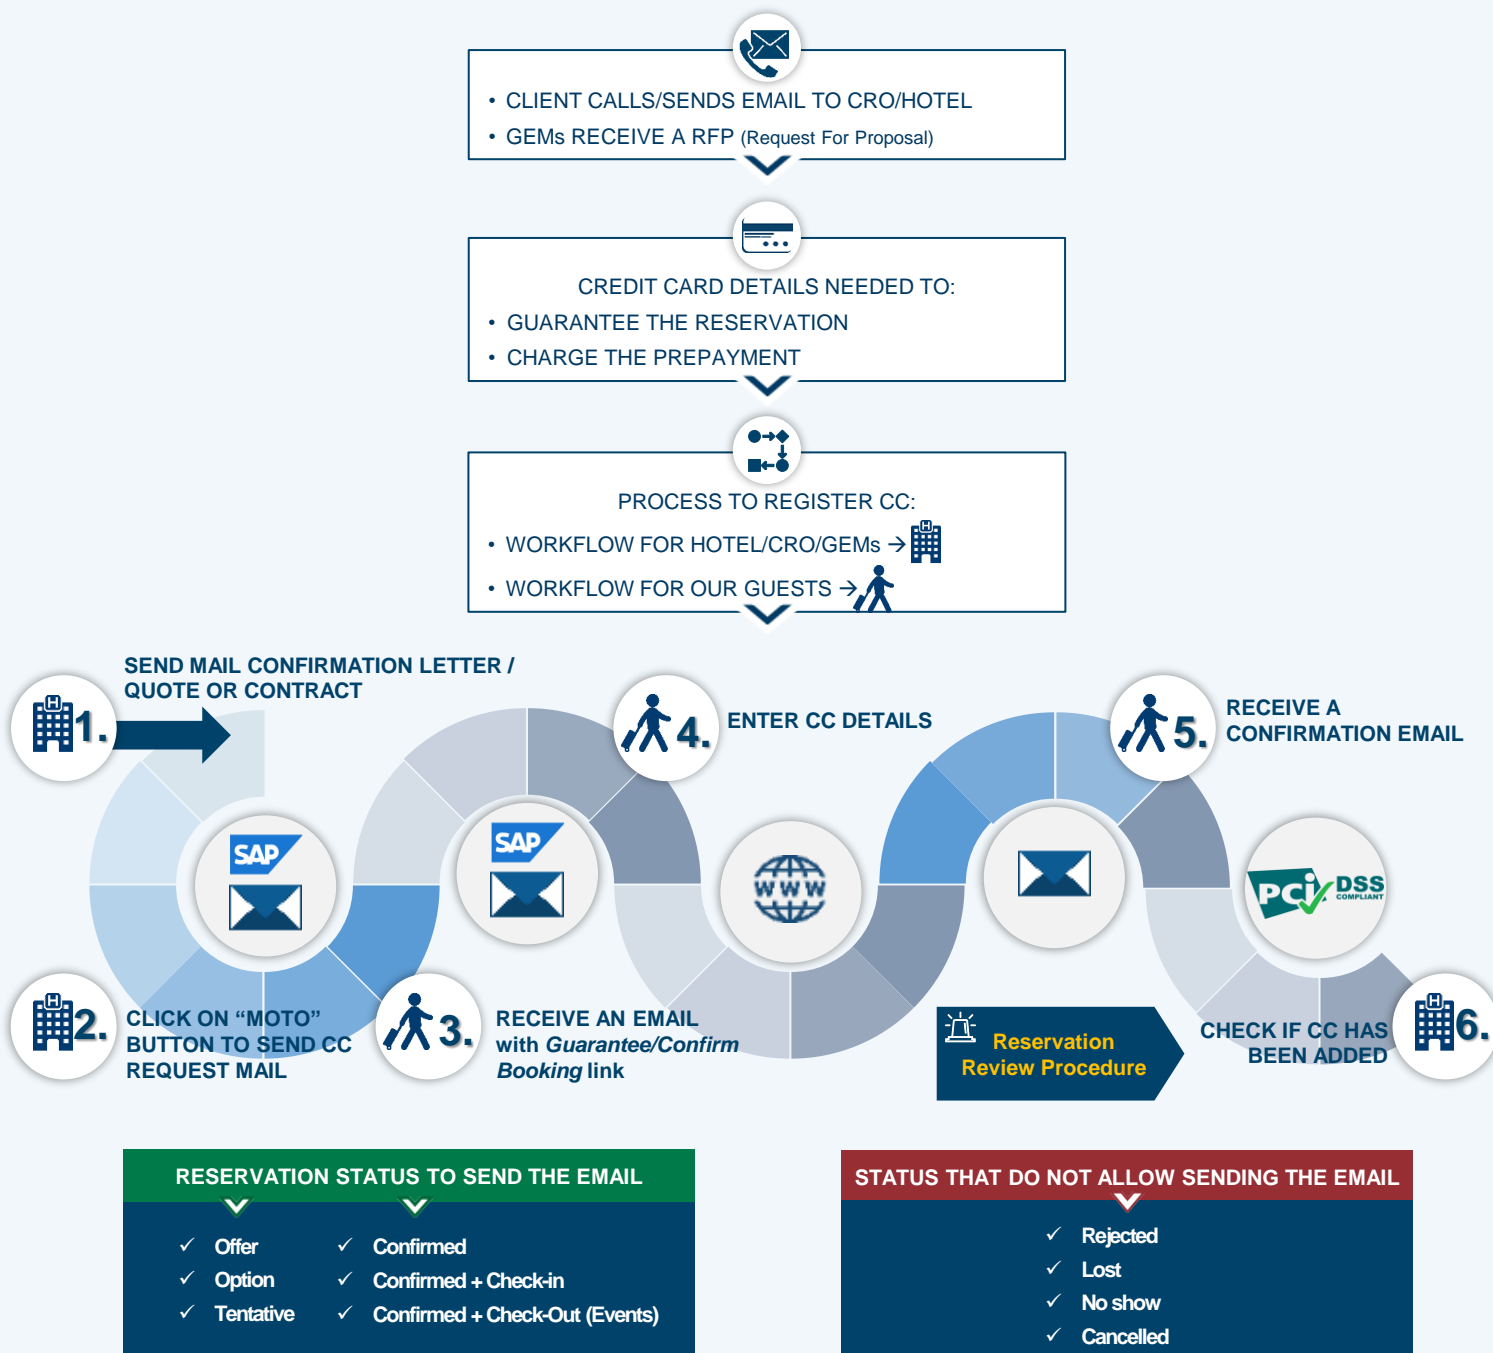 • CLIENT CALLS/SENDS EMAIL TO CRO/HOTEL
• GEMs RECEIVE A RFP (Request For Proposal)
CREDIT CARD DETAILS NEEDED TO:
• GUARANTEE THE RESERVATION
• CHARGE THE PREPAYMENT
PROCESS TO REGISTER CC:
• WORKFLOW FOR HOTEL/CRO/GEMs →
H
• WORKFLOW FOR OUR GUESTS →
H
1.
SEND MAIL CONFIRMATION LETTER /
QUOTE OR CONTRACT
SAP
H
2.
CLICK ON “MOTO”
BUTTON TO SEND CC
REQUEST MAIL
3.
RECEIVE AN EMAIL
with Guarantee/Confirm
Booking link
SAP
4.
ENTER CC DETAILS
WWW
5.
RECEIVE A
CONFIRMATION EMAIL
PCi DSS
COMPLIANT
Reservation
Review Procedure
CHECK IF CC HAS
BEEN ADDED
H
6.
RESERVATION STATUS TO SEND THE EMAIL
✓ Offer
✓ Option
✓ Tentative
✓ Confirmed
✓ Confirmed + Check-in
✓ Confirmed + Check-Out (Events)
STATUS THAT DO NOT ALLOW SENDING THE EMAIL
✓ Rejected
✓ Lost
✓ No show
✓ Cancelled